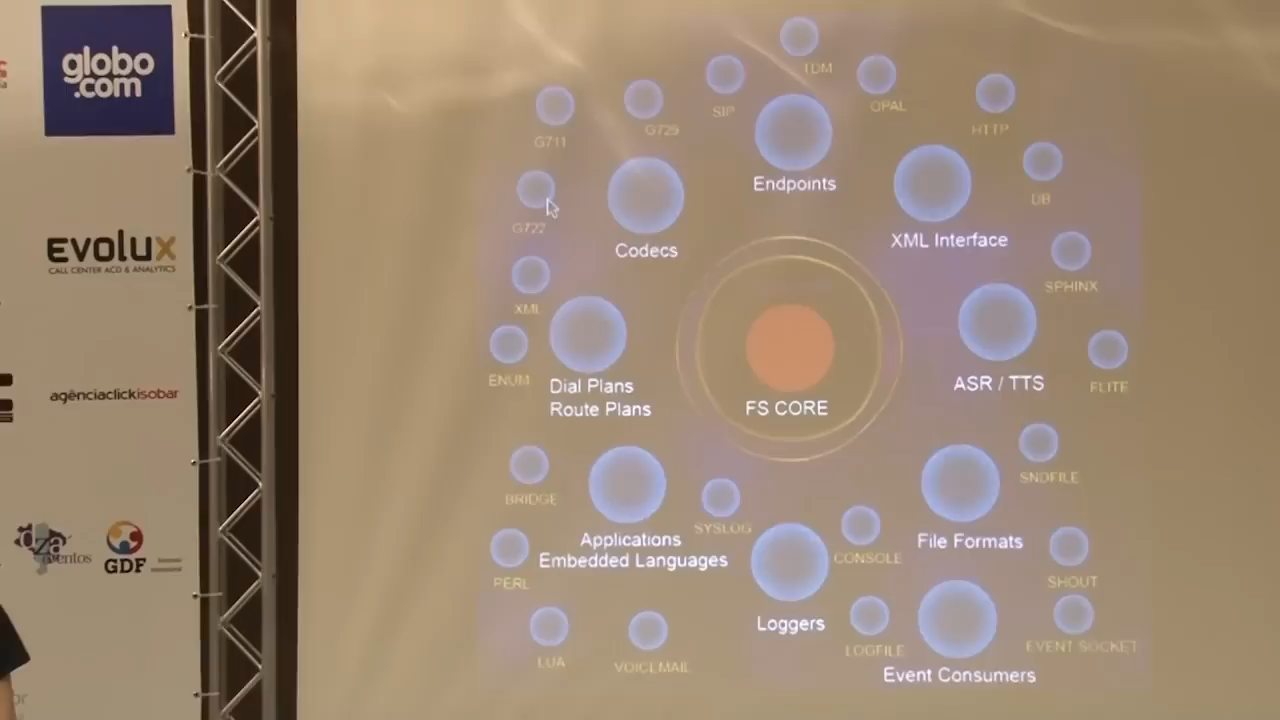 globo
.com
EVOLUX
CALL CENTER ACD & ANALYTICS
agênciaclickisobar
dza
eventos
GDF
TDM
SIP
OPAL
G711
G729
HTTP
Endpoints
DB
G722
Codecs
XML Interface
SPHINX
XML
ENUM
Dial Plans
Route Plans
FS CORE
ASR / TTS
FLITE
BRIDGE
SYSLOG
SNDFILE
Applications
Embedded Languages
CONSOLE
File Formats
PERL
SHOUT
Loggers
LUA
VOICEMAIL
LOGFILE
EVENT SOCKET
Event Consumers